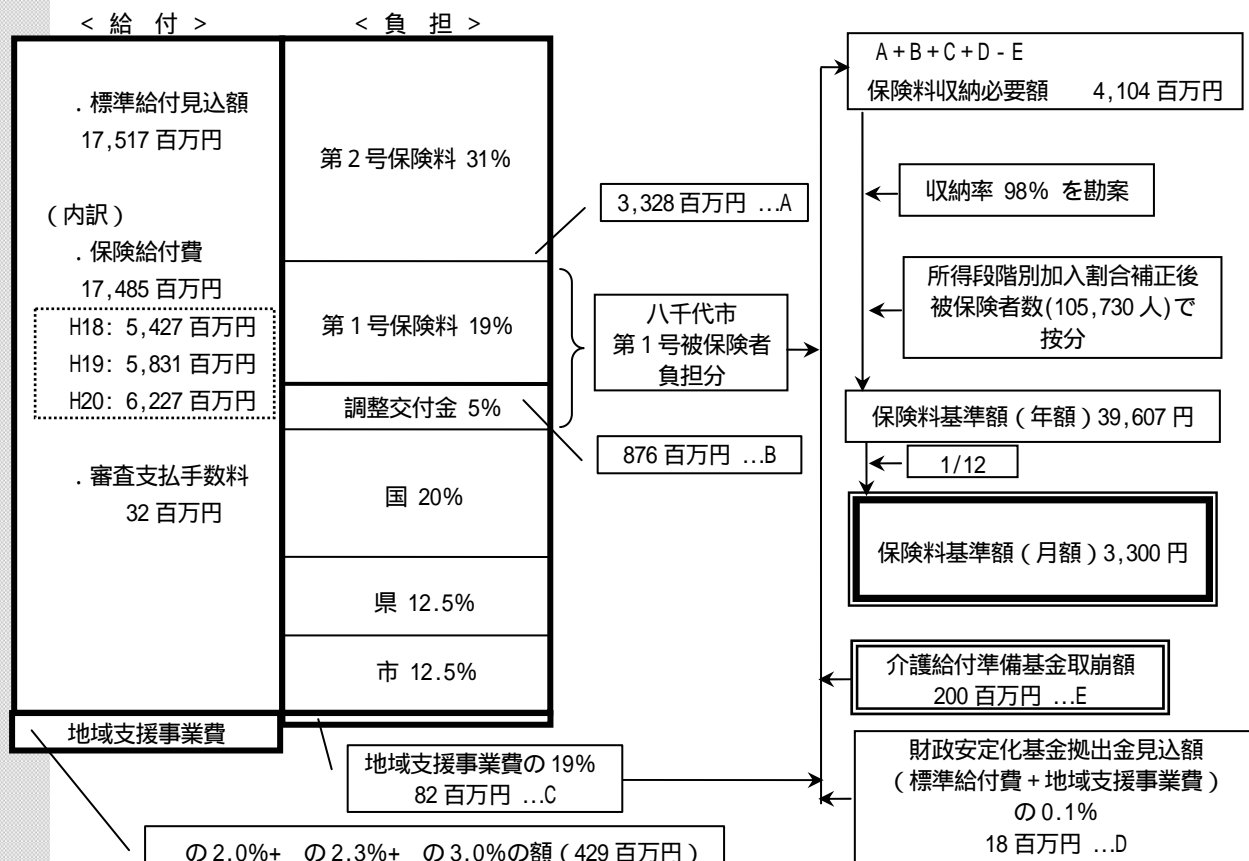 < 給 付 >
< 負 担 >
. 標準給付見込額
17,517 百万円
(内訳)
. 保険給付費
17,485 百万円
H18: 5,427 百万円
H19: 5,831 百万円
H20: 6,227 百万円
. 審査支払手数料
32 百万円
地域支援事業費
第2号保険料 31%
第1号保険料 19%
調整交付金 5%
国 20%
県 12.5%
市 12.5%
3,328 百万円 …A
八千代市
第1号被保険者
負担分
876 百万円 …B
地域支援事業費の 19%
82 百万円 …C
の 2.0%+ の 2.3%+ の 3.0%の額(429 百万円)
A+B+C+D-E
保険料収納必要額 4,104 百万円
収納率 98% を勘案
所得段階別加入割合補正後
被保険者数(105,730 人)で
按分
保険料基準額(年額)39,607 円
1/12
保険料基準額(月額)3,300 円
介護給付準備基金取崩額
200 百万円 …E
財政安定化基金拠出金見込額
(標準給付費+地域支援事業費)
の 0.1%
18 百万円 …D